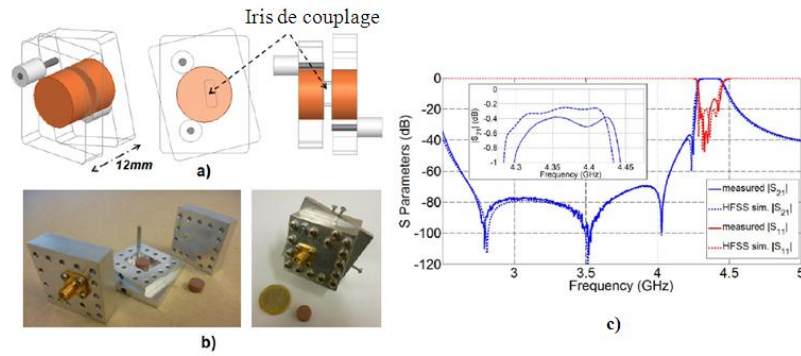 Iris de couplage
12mm
a)
b)
S Parameters (dB)
0
-20
-40
-60
-80
-100
-120
3
3.5
4
4.5
5
Frequency (GHz)
|S21|(dB)
0
-0.2
-0.4
-0.6
-0.8
-1
4.3
4.35
4.4
4.45
Frequency (GHz)
measured |S21|
HFSS sim. |S21|
measured |S11|
HFSS sim. |S11|
c)